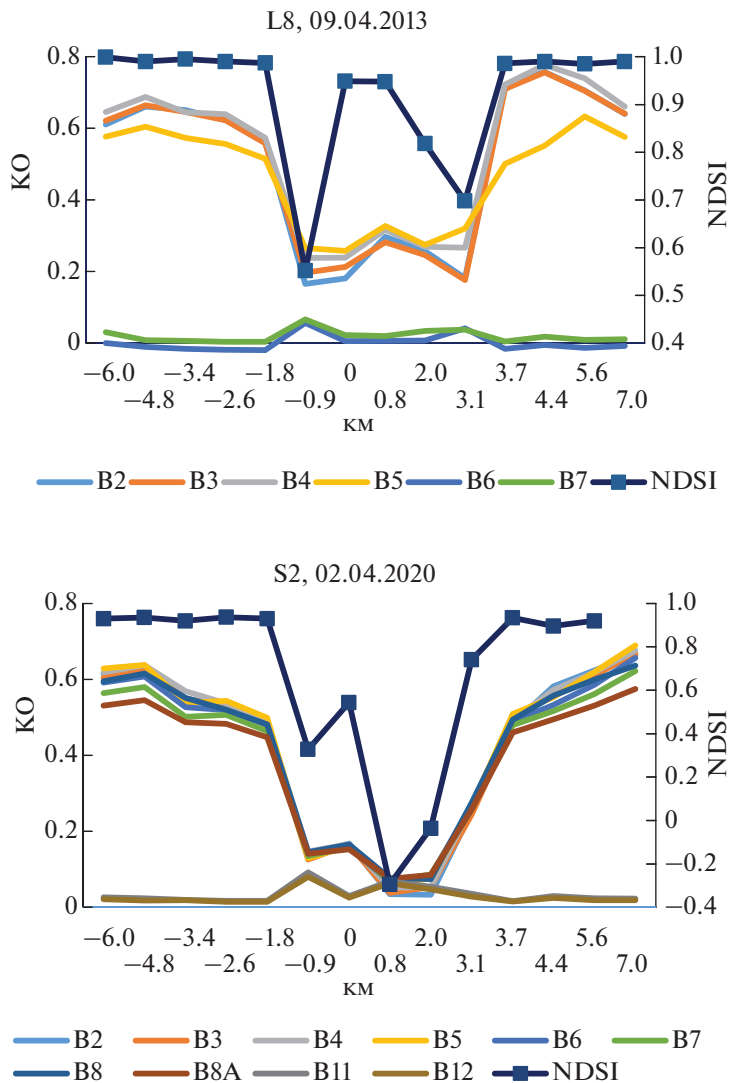 L8, 09.04.2013
0.8
0.6
0.4
0.2
0
КО
1.0
0.9
0.8
0.7
0.6
0.5
0.4
NDSI
−6.0 −3.4 −1.8 0 2.0 3.7 5.6
−4.8 −2.6 −0.9 0.8 3.1 4.4 7.0
км
B2 B3 B4 B5 B6 B7 NDSI
S2, 02.04.2020
0.8
0.6
0.4
0.2
0
КО
1.0
0.8
0.6
0.4
0.2
0
−0.2
−0.4
NDSI
−6.0 −3.4 −1.8 0 2.0 3.7 5.6
−4.8 −2.6 −0.9 0.8 3.1 4.4 7.0
км
B2 B3 B4 B5 B6 B7
B8 B8A B11 B12 NDSI